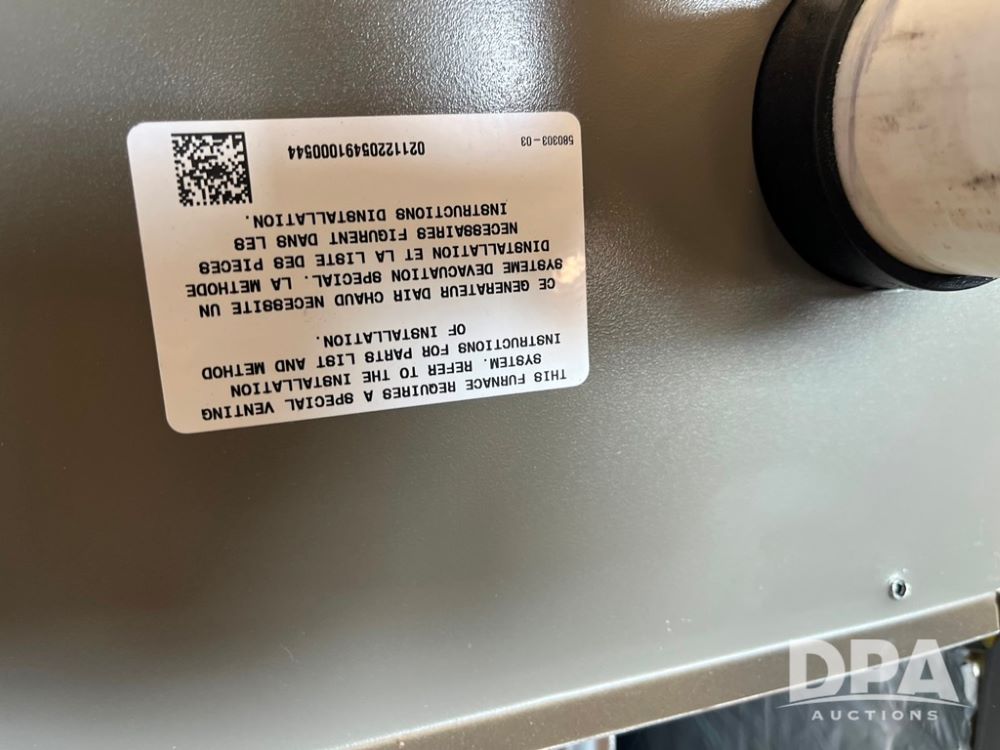 THIS FURNACE REQUIRES A SPECIAL VENTING
SYSTEM. REFER TO THE INSTALLATION
INSTRUCTIONS FOR PARTS LIST AND METHOD
OF INSTALLATION.
CE GENERATEUR DAIR CHAUD NECESSITE UN
SYSTEME DEVACUATION SPECIAL. LA METHODE
DINSTALLATION ET LA LISTE DES PIECES
NECESSAIRES FIGURENT DANS LES
INSTRUCTIONS DINSTALLATION.
580303-03
02112205491000544
DPA
AUCTIONS